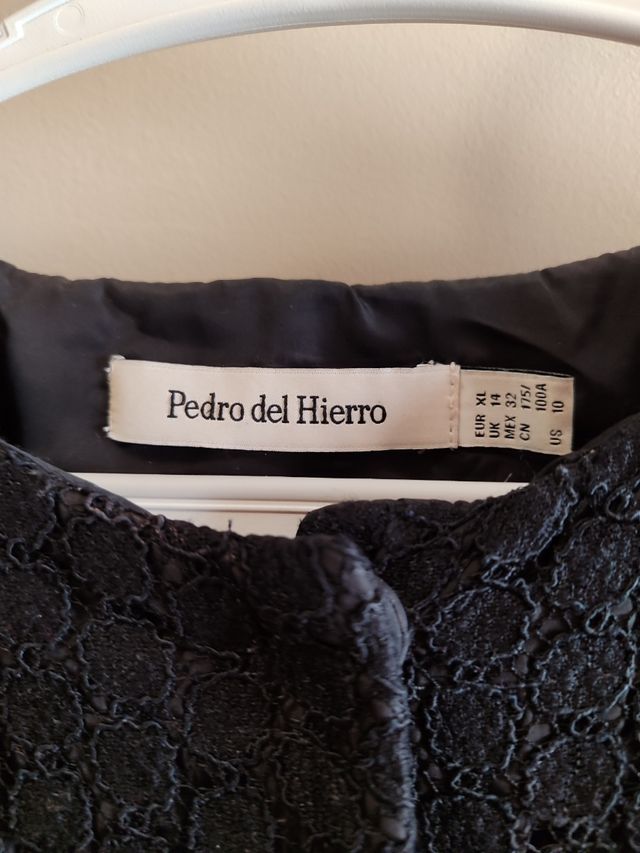 Pedro del Hierro
EUR XL
UK 14
MEX 32
CN 175/
100A
US 10